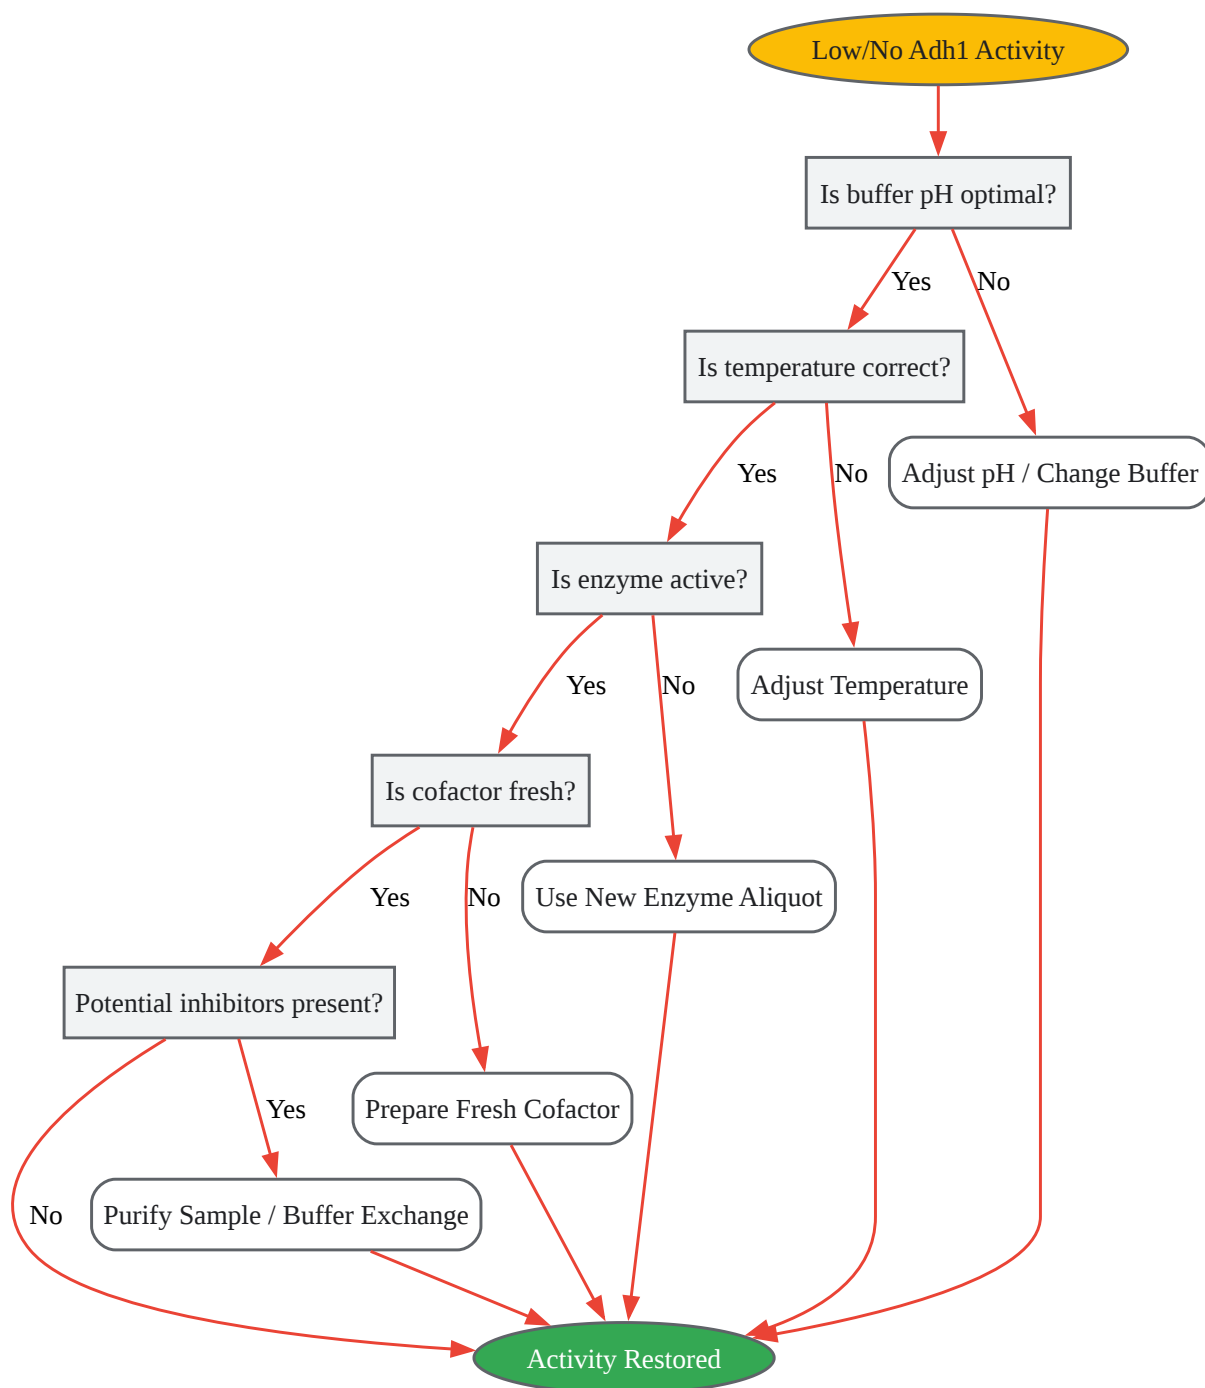 Low/No Adh1 Activity
Is buffer pH optimal?
Yes
No
Is temperature correct?
Yes
No
Adjust pH / Change Buffer
Is enzyme active?
Yes
No
Adjust Temperature
Is cofactor fresh?
Yes
No
Use New Enzyme Aliquot
Potential inhibitors present?
Yes
Prepare Fresh Cofactor
No
Purify Sample / Buffer Exchange
Activity Restored